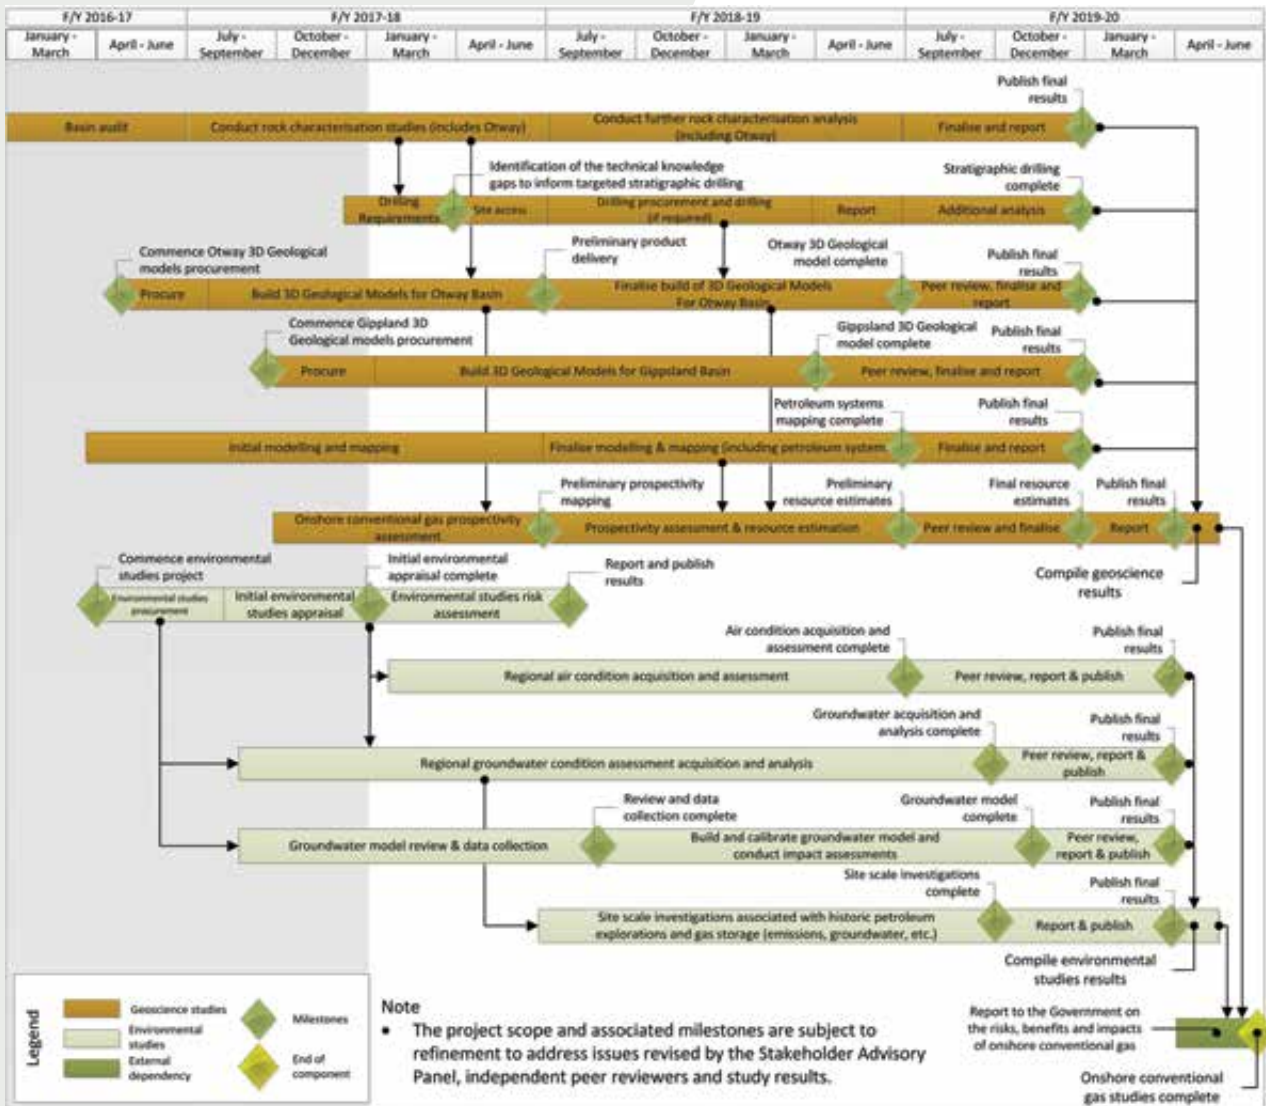 F/Y 2016-17 F/Y 2017-18 F/Y 2018-19 F/Y 2019-20
January - March April - June July - September October - December January - March April - June July - September October - December January - March April - June July - September October - December January - March April - June
Publish final
results
Basin audit
Conduct rock characterisation studies (includes Otway)
Conduct further rock characterisation analysis
(including Otway)
Finalise and report
Identification of the technical knowledge
gaps to inform targeted stratigraphic drilling
Stratigraphic drilling
complete
Drilling
Requirements
Site access
Drilling procurement and drilling
(if required)
Report
Additional analysis
Commence Otway 3D Geological
models procurement
Preliminary product
delivery
Otway 3D Geological
model complete
Publish final
results
Procure
Build 3D Geological Models for Otway Basin
Finalise build of 3D Geological Models
For Otway Basin
Peer review, finalise and
report
Commence Gippland 3D
Geological models procurement
Gippsland 3D Geological
model complete
Publish final
results
Procure
Build 3D Geological Models for Gippsland Basin
Peer review, finalise and report
Petroleum systems
mapping complete
Publish final
results
Initial modelling and mapping
Finalise modelling & mapping (including petroleum system
Finalise and report
Preliminary prospectivity
mapping
Preliminary
resource estimates
Final resource
estimates
Publish final
results
Onshore conventional gas prospectivity
assessment
Prospectivity assessment & resource estimation
Peer review and finalise
Report
Compile geoscience
results
Commence environmental
studies project
Initial environmental
appraisal complete
Report and publish
results
Environmental studies
procurement
Initial environmental
studies appraisal
Environmental studies risk
assessment
Air condition acquisition and
assessment complete
Publish final
results
Regional air condition acquisition and assessment
Peer review, report & publish
Groundwater acquisition and
analysis complete
Publish final
results
Regional groundwater condition assessment acquisition and analysis
Peer review, report &
publish
Review and data
collection complete
Groundwater model
complete
Publish final
results
Groundwater model review & data collection
Build and calibrate groundwater model and
conduct impact assessments
Peer review,
report & publish
Site scale investigations
complete
Publish final
results
Site scale investigations associated with historic petroleum
explorations and gas storage (emissions, groundwater, etc.)
Report & publish
Compile environmental
studies results
Legend
Geoscience studies
Environmental
studies
External
dependency
Milestones
End of
component
Note
• The project scope and associated milestones are subject to
refinement to address issues revised by the Stakeholder Advisory
Panel, independent peer reviewers and study results.
Report to the Government on
the risks, benefits and impacts
of onshore conventional gas
Onshore conventional
gas studies complete